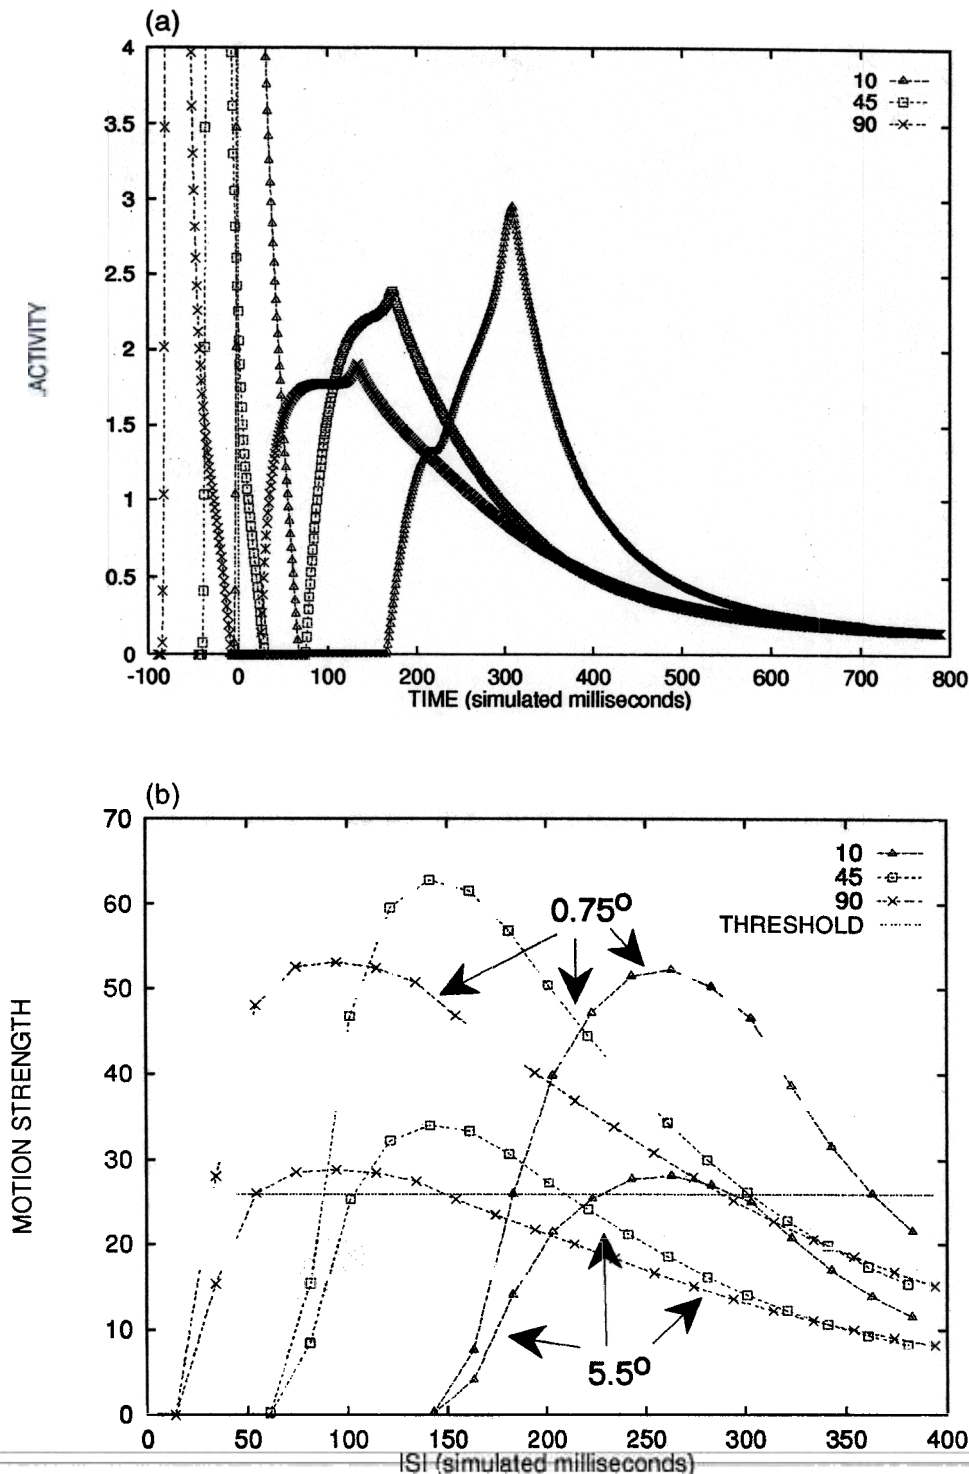 (a)
4
3.5
3
2.5
2
1.5
1
0.5
0
ACTIVITY
10
45
90
-100 0 100 200 300 400 500 600 700 800
TIME (simulated milliseconds)
(b)
70
60
50
40
30
20
10
0
MOTION STRENGTH
10
45
90
THRESHOLD
0.75°
5.5°
0 50 100 150 200 250 300 350 400
ISI (simulated milliseconds)